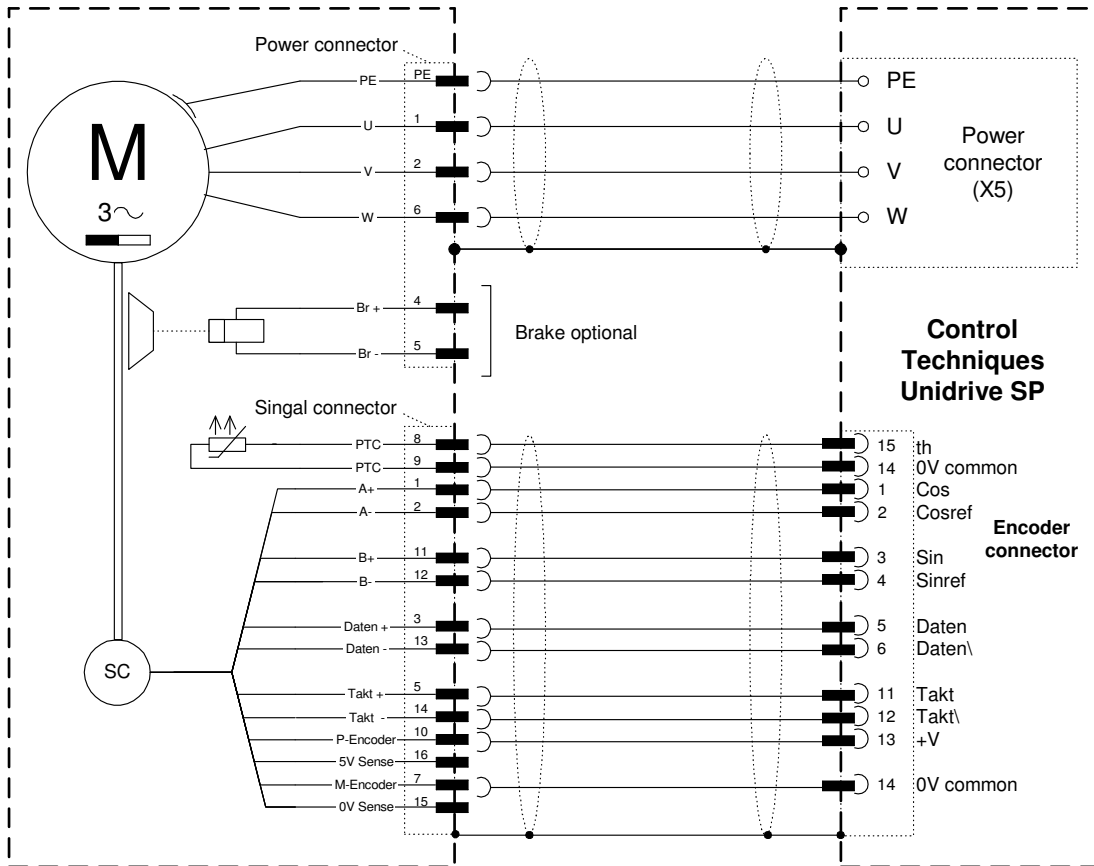 Power connector
PE PE
U 1
V 2
W 6
M
3
PE
U
V
W
Power
connector
(X5)
Br + 4
Br - 5
Brake optional
Control
Techniques
Unidrive SP
Singal connector
PTC 8
PTC 9
A+ 1
A- 2
B+ 11
B- 12
Daten + 3
Daten - 13
Takt + 5
Takt - 14
P-Encoder 10
5V Sense 16
M-Encoder 7
0V Sense 15
SC
15 th
14 0V common
1 Cos
2 Cosref
3 Sin
4 Sinref
5 Daten
6 Daten\
11 Takt
12 Takt\
13 +V
14 0V common
Encoder
connector